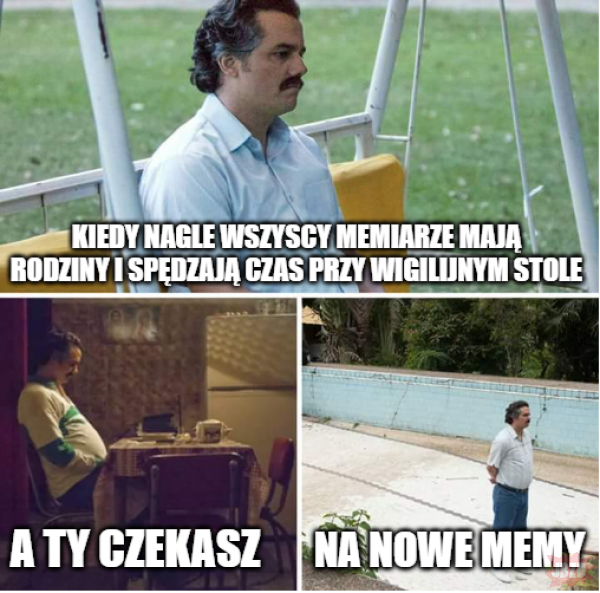 KIEDY NAGLE WSZYSCY MEMIARZE MAJĄ
RODZINY I SPĘDZAJĄ CZAS PRZY WIGILIJNYM STOLE
A TY CZEKASZ
NA NOWE MEMY